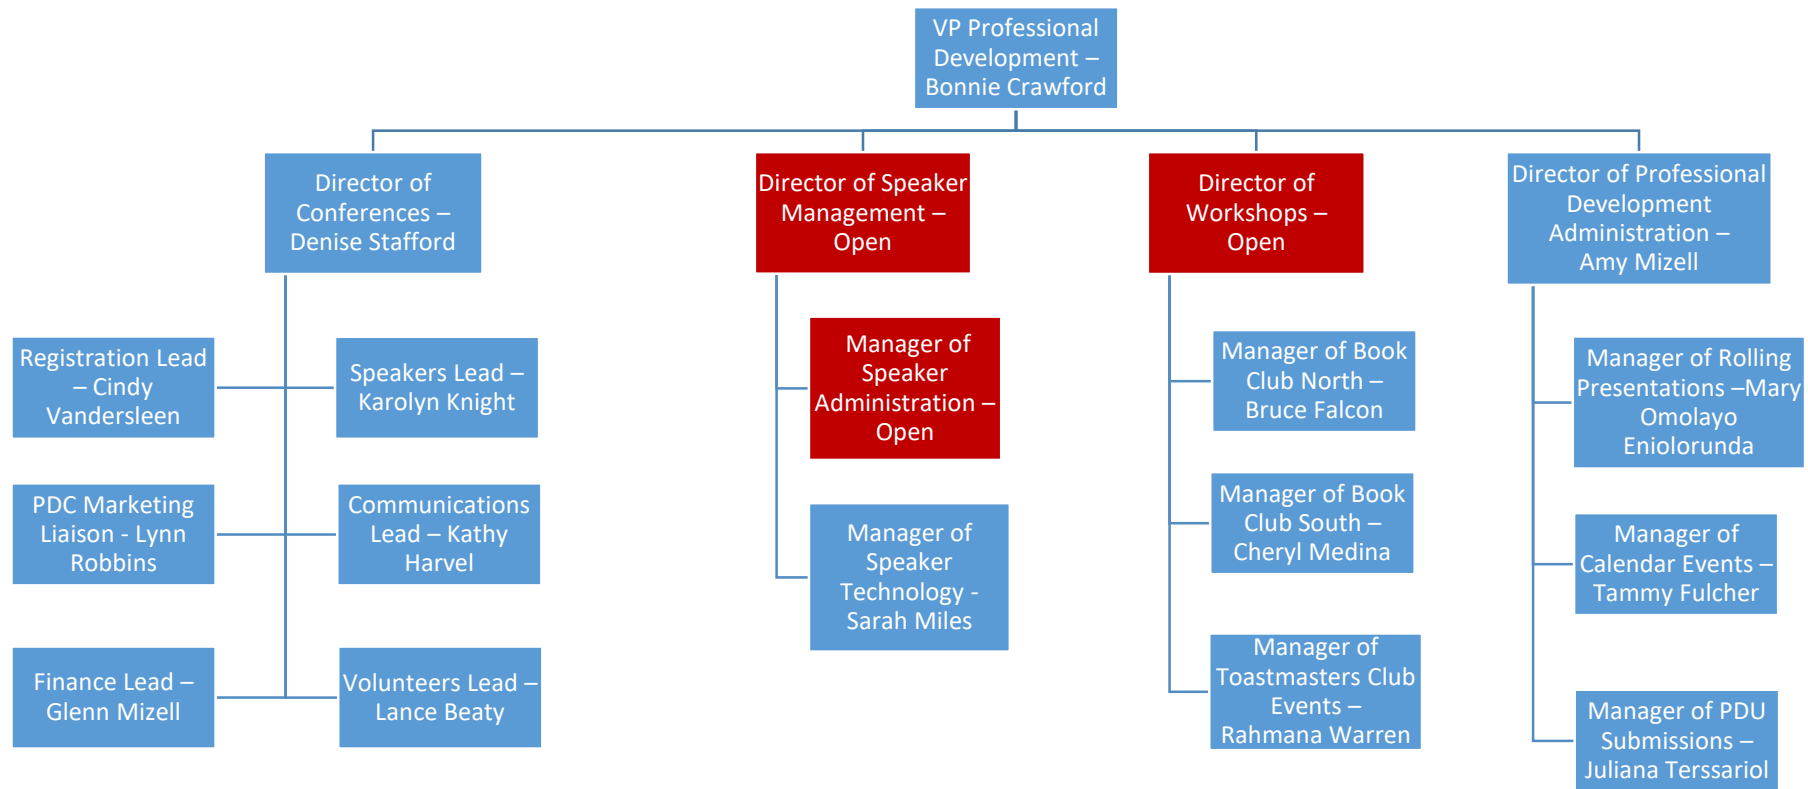 VP Professional
Development –
Bonnie Crawford
Director of
Conferences –
Denise Stafford
Director of Speaker
Management –
Open
Director of
Workshops –
Open
Director of Professional
Development
Administration –
Amy Mizell
Registration Lead
– Cindy
Vandersleen
Speakers Lead –
Karolyn Knight
PDC Marketing
Liaison - Lynn
Robbins
Communications
Lead – Kathy
Harvel
Finance Lead –
Glenn Mizell
Volunteers Lead –
Lance Beaty
Manager of
Speaker
Administration –
Open
Manager of
Speaker
Technology -
Sarah Miles
Manager of Book
Club North –
Bruce Falcon
Manager of Book
Club South –
Cheryl Medina
Manager of
Toastmasters Club
Events –
Rahmana Warren
Manager of Rolling
Presentations –Mary
Omolayo
Eniolorunda
Manager of
Calendar Events –
Tammy Fulcher
Manager of PDU
Submissions –
Juliana Terssariol